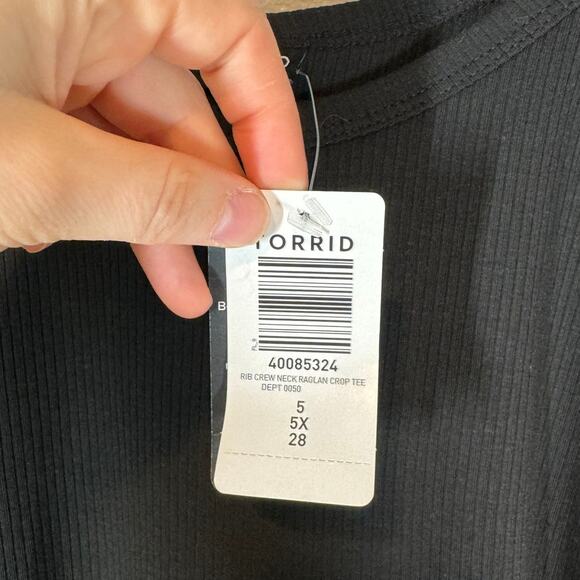 TORRID
40085324
RIB CREW NECK RAGLAN CROP TEE
DEPT 0050
5
5X
28
B